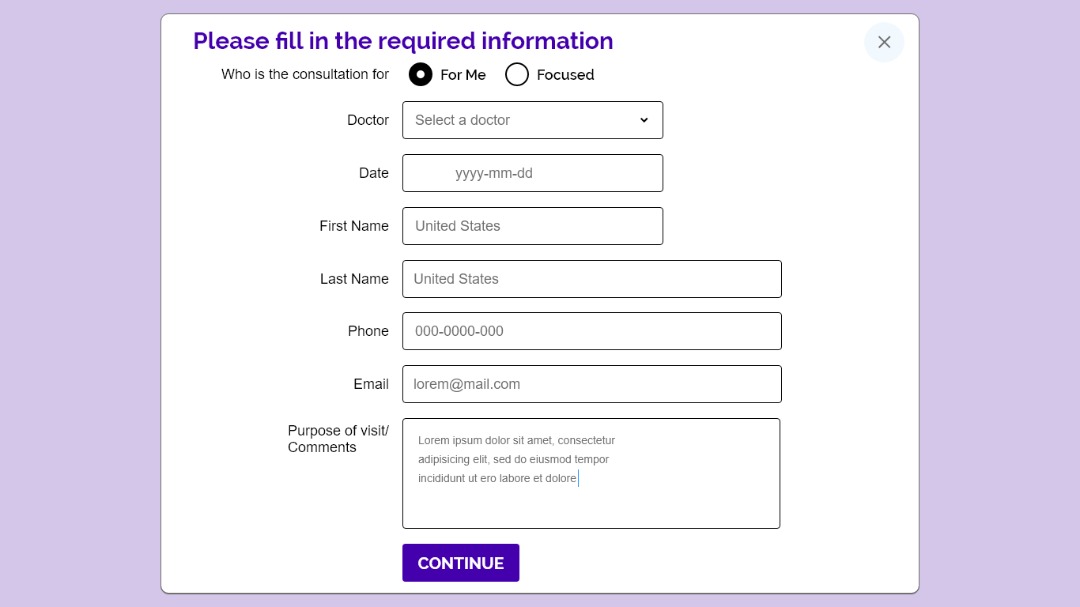 Please fill in the required information
Who is the consultation for
For Me
Focused
Doctor
Select a doctor
Date
yyyy-mm-dd
First Name
United States
Last Name
United States
Phone
000-0000-000
Email
lorem@mail.com
Purpose of visit/
Comments
Lorem ipsum dolor sit amet, consectetur
adipisicing elit, sed do eiusmod tempor
incididunt ut ero labore et dolore
CONTINUE